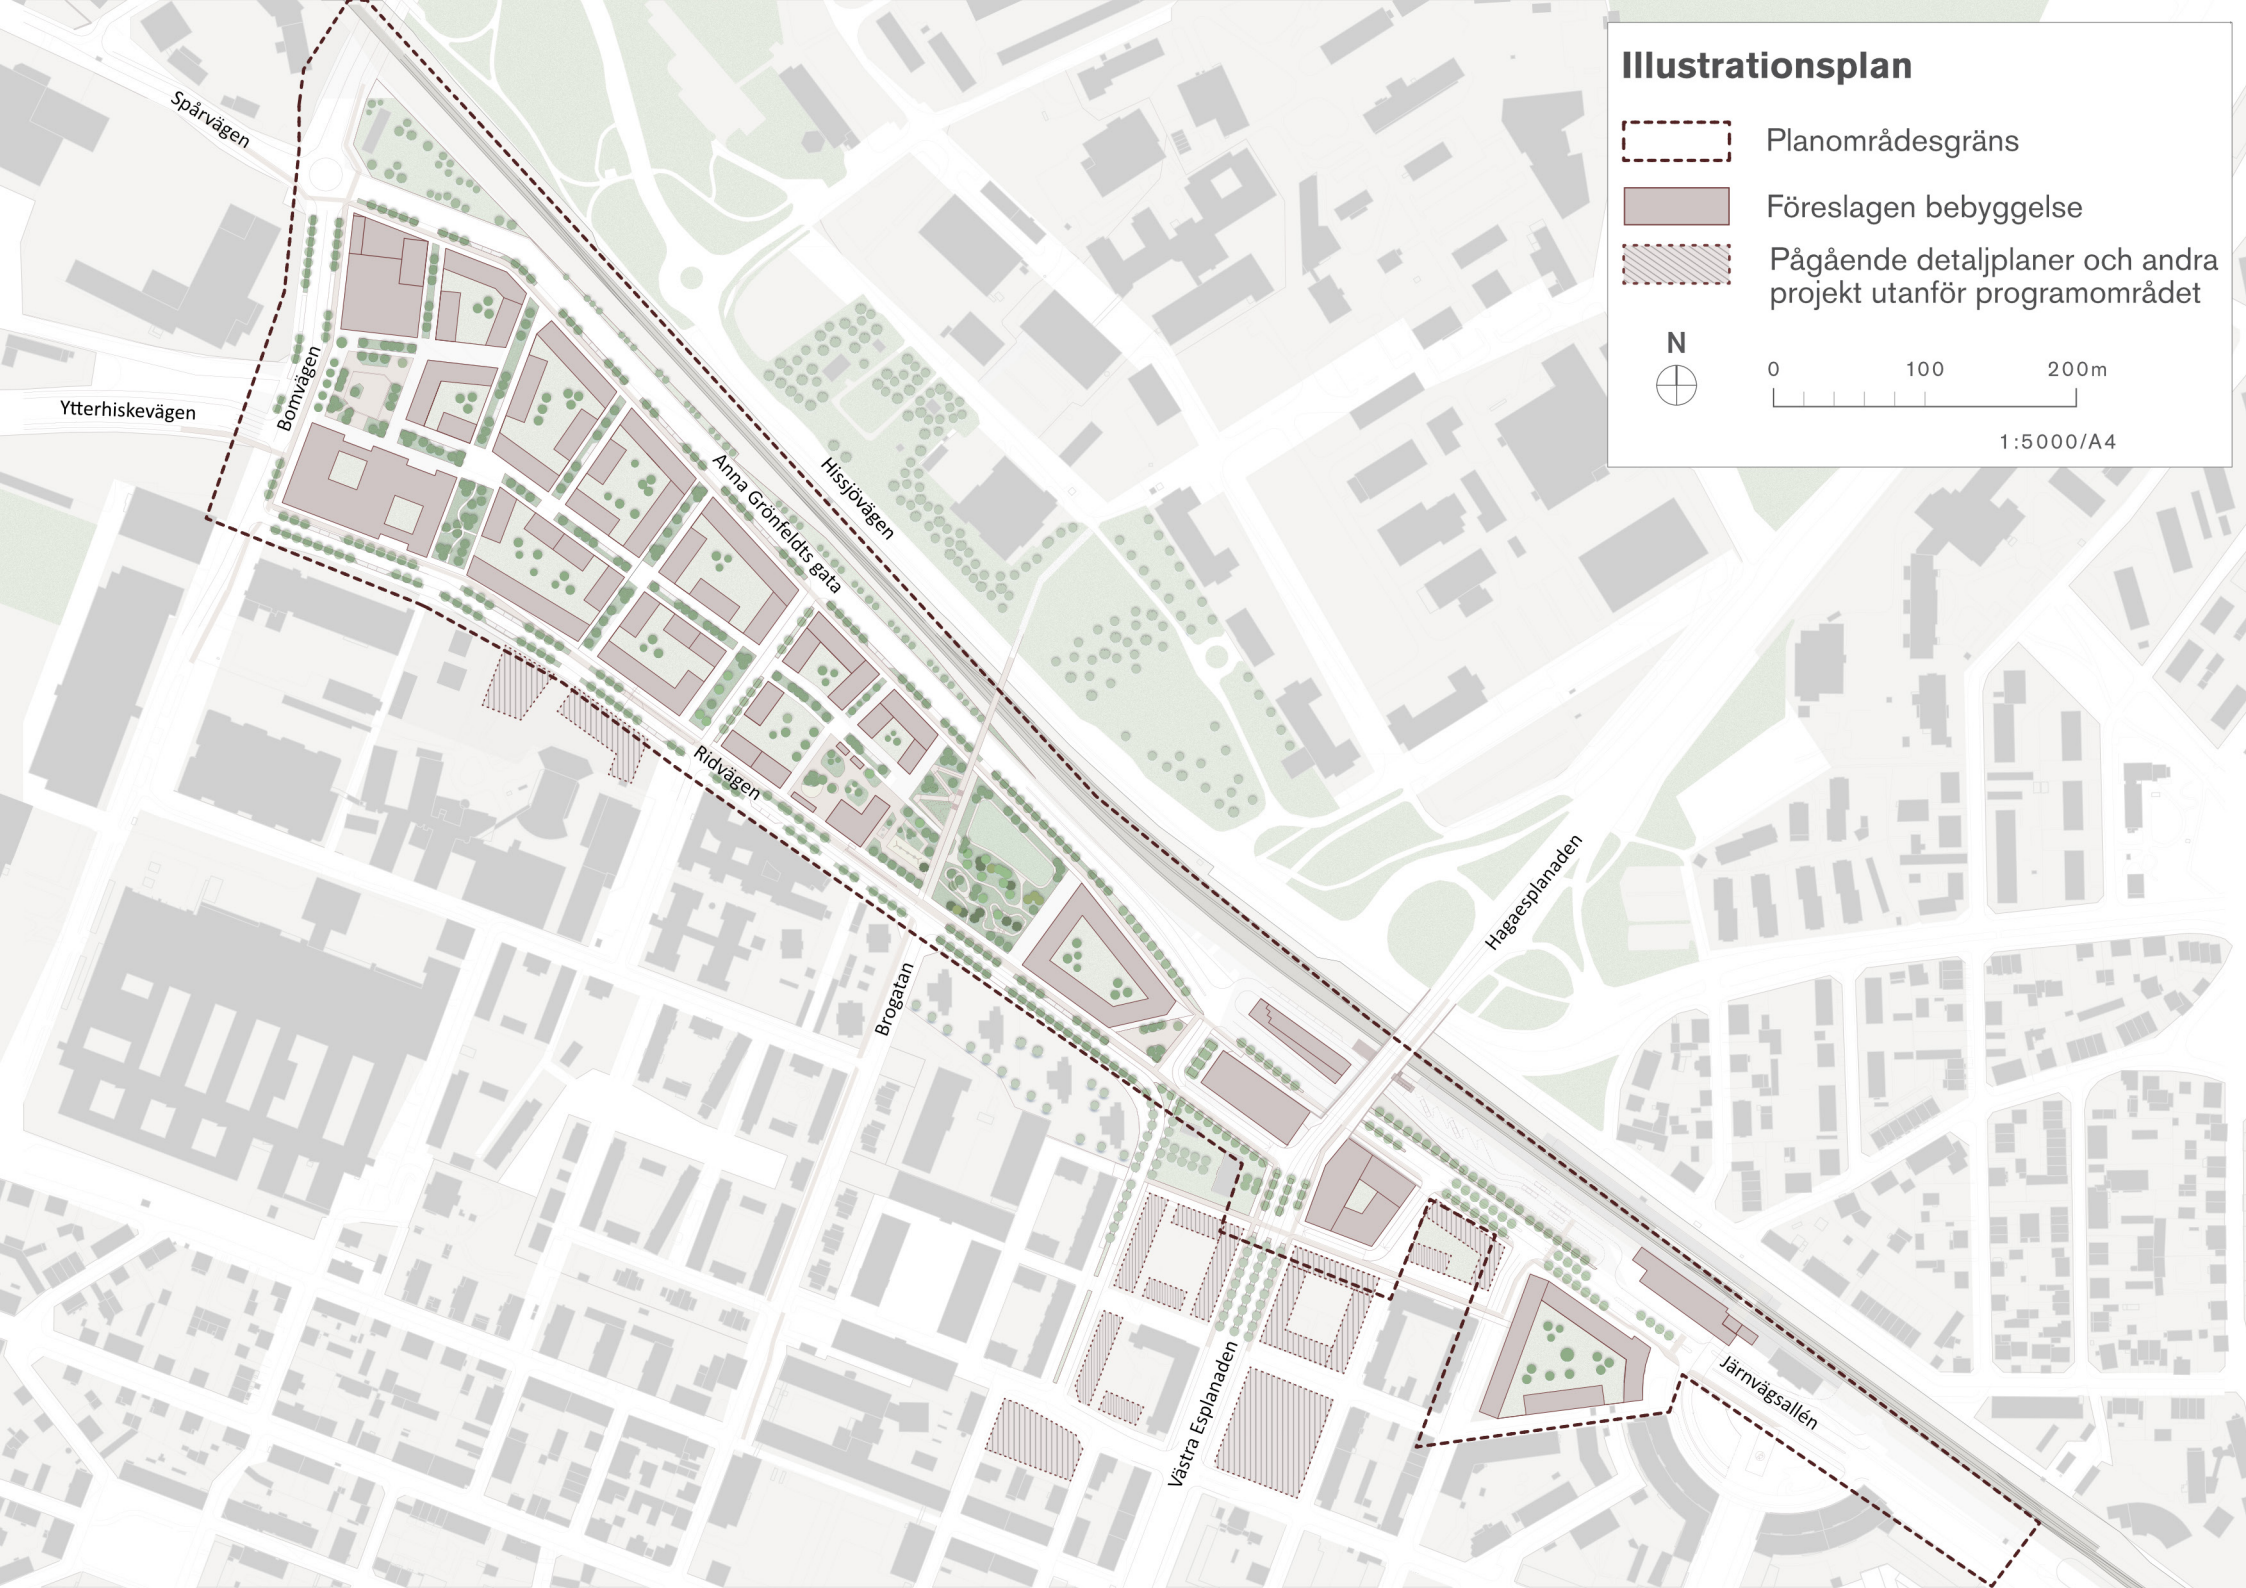 Illustrationsplan
Planområdesgräns
Föreslagen bebyggelse
Pågående detaljplaner och andra
projekt utanför programområdet
N
0 100 200m
1:5000/A4
Spårvägen
Bomvägen
Ytterhiskevägen
Anna Grönfeldts gata
Hissjövägen
Ridvägen
Hagaesplanaden
Brogatan
Västra Esplanaden
Järnvägsallén